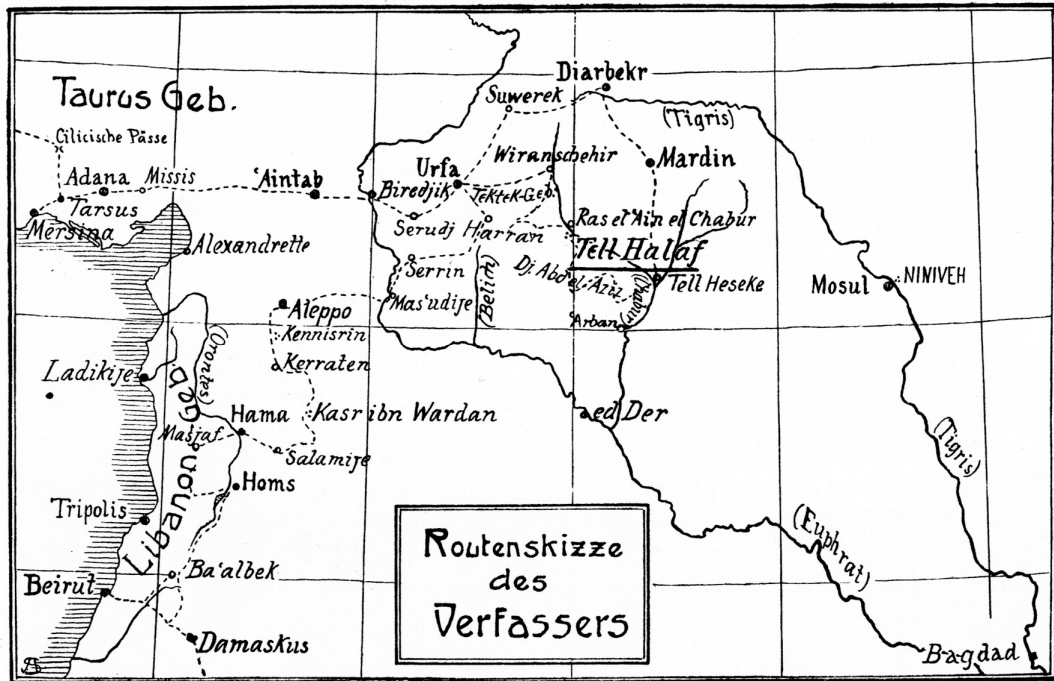 Taurus Geb.
Cilicische Pässe
Adana
Missis
Tarsus
Mersina
Alexandrette
'Aintab
Biredjik
Urfa
Suwerek
Diarbekr
(Tigris)
Wiranschehir
Mardin
Tektek-Geb.
Serudj
Harran
Ras el 'Ain el Chabur
Tell Halaf
Serrin
Mas'udije
(Belich)
Dj. Abd el-Aziz
(Chabur)
Tell Heseke
Arban
Mosul
NINIVEH
Aleppo
Kennisrin
Kerraten
(Orontes)
Ladikije
Kasr ibn Wardan
Hama
Masjaf
Salamije
ed Der
Homs
Libanon Geb.
Tripolis
Ba'albek
Beirut
Damaskus
(Tigris)
(Euphrat)
Bagdad
Routenskizze
des
Verfassers